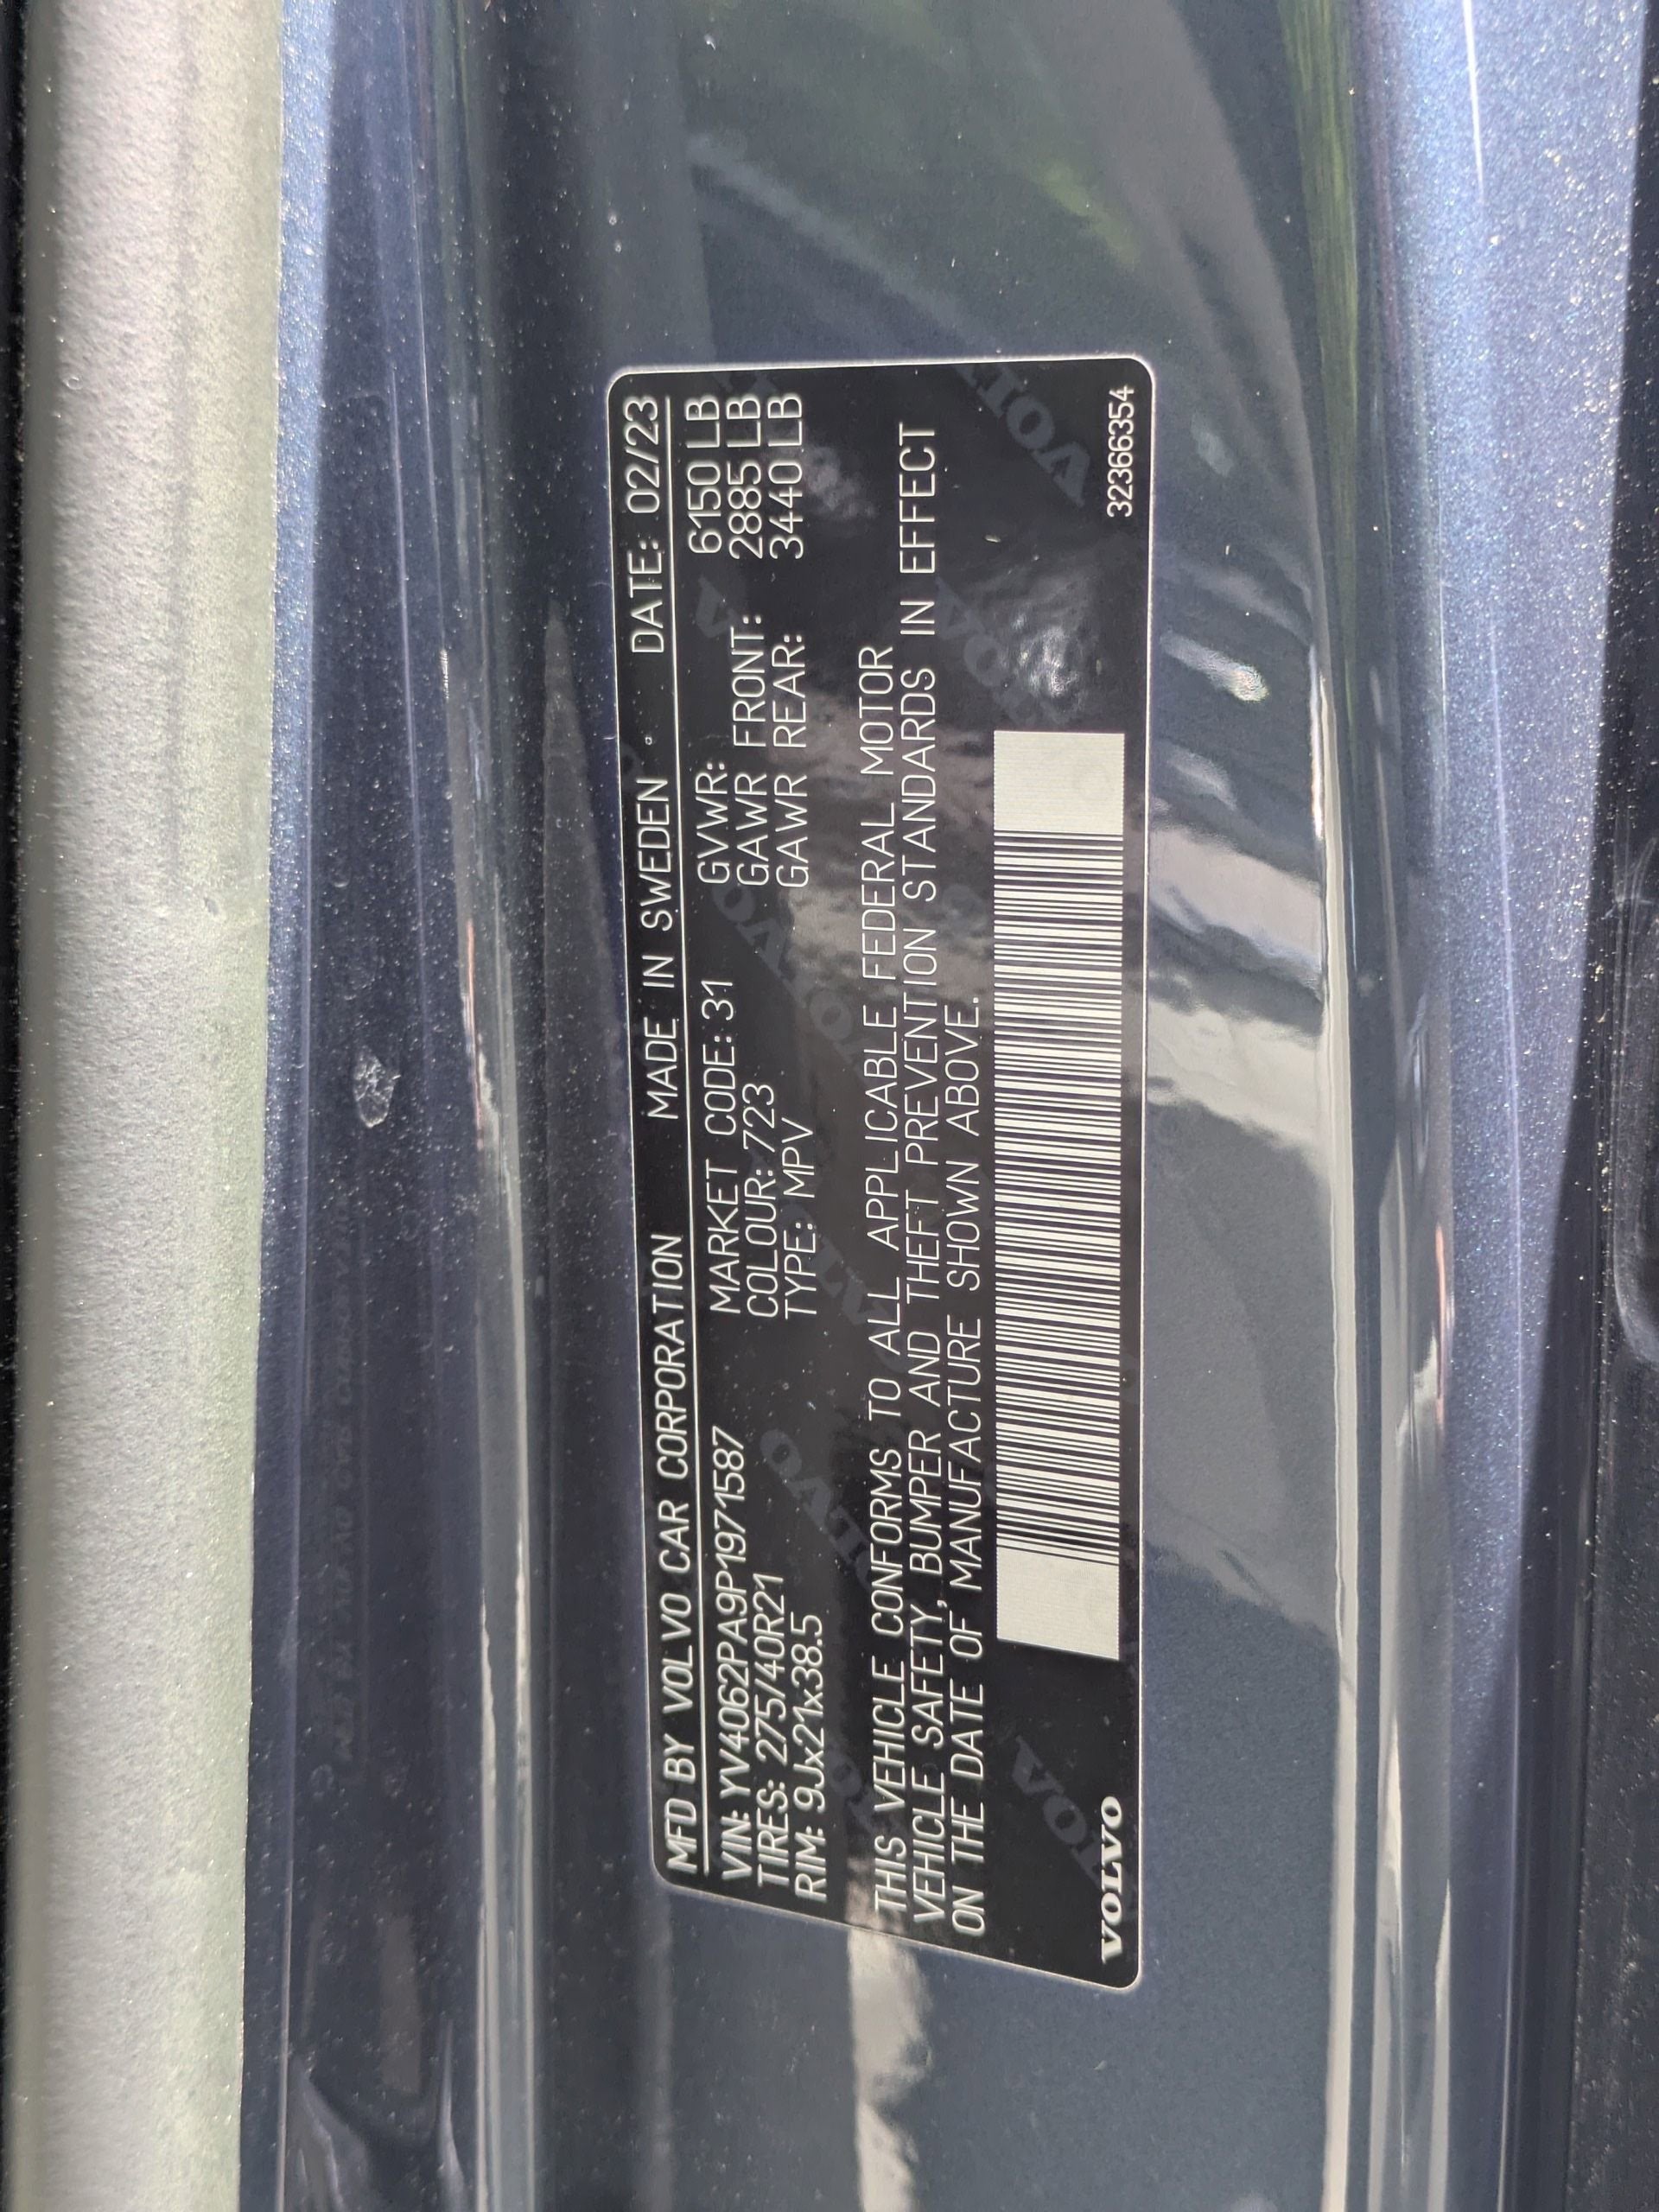 MFD BY VOLVO CAR CORPORATION MADE IN SWEDEN DATE: 02/23
VIN: YV4062PA9P1971587 MARKET CODE: 31 GVWR: 6150 LB
TIRES: 275/40R21 COLOUR: 723 GAWR FRONT: 2885 LB
RIM: 9Jx21x38.5 TYPE: MPV GAWR REAR: 3440 LB
THIS VEHICLE CONFORMS TO ALL APPLICABLE FEDERAL MOTOR
VEHICLE SAFETY, BUMPER AND THEFT PREVENTION STANDARDS IN EFFECT
ON THE DATE OF MANUFACTURE SHOWN ABOVE.
VOLVO 32366354